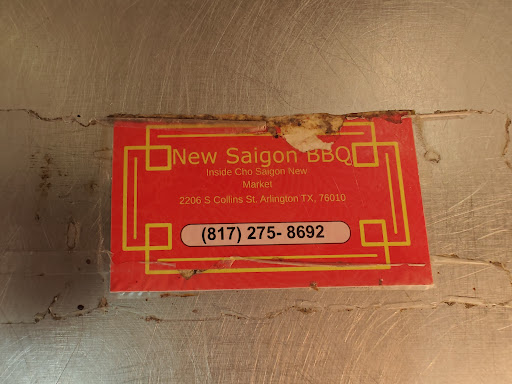 New Saigon BBQ
Inside Cho Saigon New
Market
2206 S Collins St, Arlington TX, 76010
(817) 275- 8692